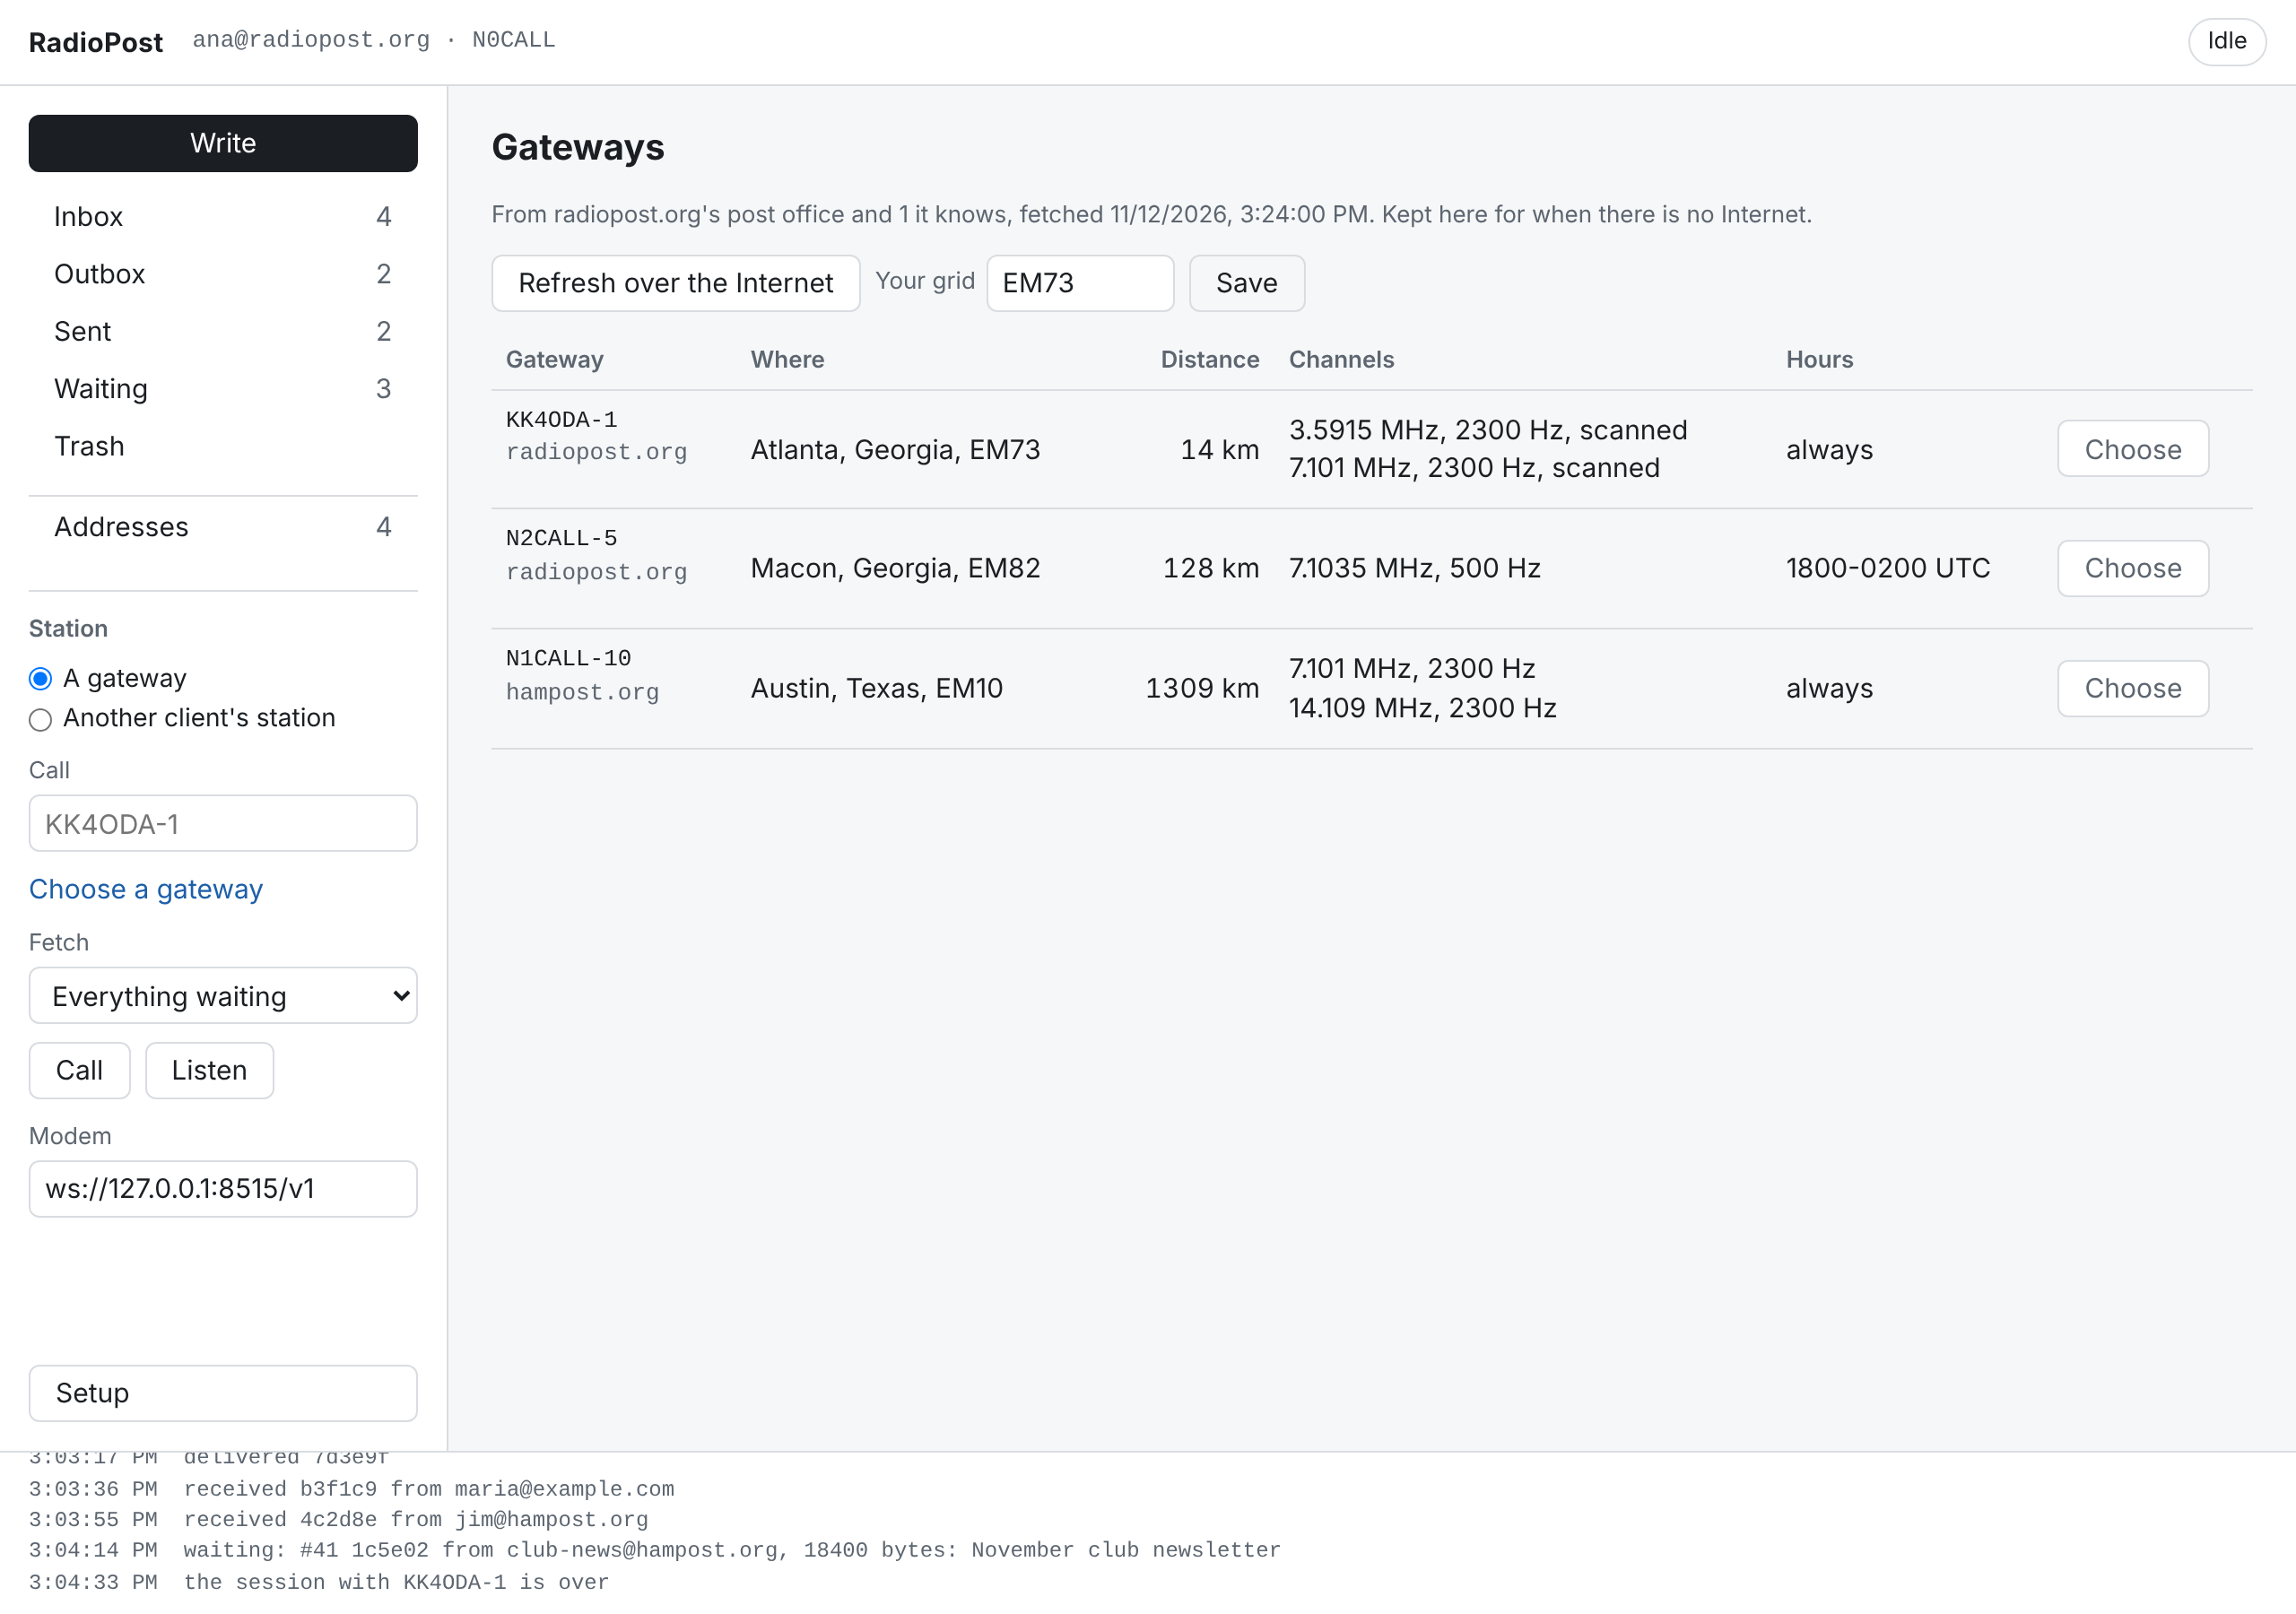 RadioPost ana@radiopost.org · N0CALL Idle
Write
Inbox 4
Outbox 2
Sent 2
Waiting 3
Trash
Addresses 4
Station
A gateway
Another client's station
Call
KK4ODA-1
Choose a gateway
Fetch
Everything waiting
Call Listen
Modem
ws://127.0.0.1:8515/v1
Setup
Gateways
From radiopost.org's post office and 1 it knows, fetched 11/12/2026, 3:24:00 PM. Kept here for when there is no Internet.
Refresh over the Internet Your grid EM73 Save
Gateway Where Distance Channels Hours
KK4ODA-1
radiopost.org Atlanta, Georgia, EM73 14 km 3.5915 MHz, 2300 Hz, scanned always Choose
7.101 MHz, 2300 Hz, scanned
N2CALL-5
radiopost.org Macon, Georgia, EM82 128 km 7.1035 MHz, 500 Hz 1800-0200 UTC Choose
N1CALL-10
hampost.org Austin, Texas, EM10 1309 km 7.101 MHz, 2300 Hz always Choose
14.109 MHz, 2300 Hz
3:03:17 PM delivered 7d3e9f
3:03:36 PM received b3f1c9 from maria@example.com
3:03:55 PM received 4c2d8e from jim@hampost.org
3:04:14 PM waiting: #41 1c5e02 from club-news@hampost.org, 18400 bytes: November club newsletter
3:04:33 PM the session with KK4ODA-1 is over